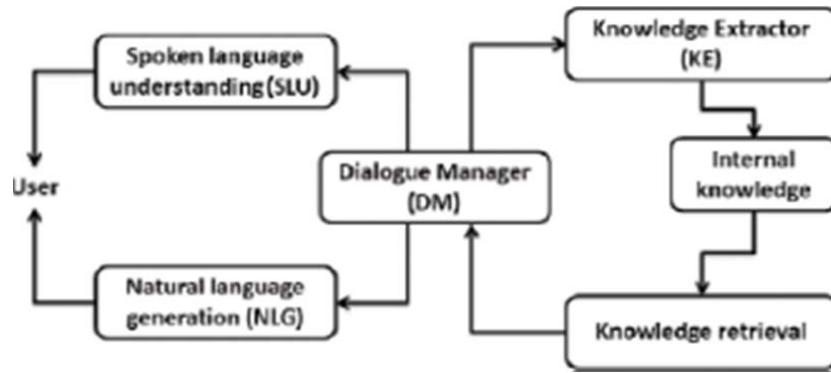 Spoken language
understanding(SLU)
Knowledge Extractor
(KE)
User
Dialogue Manager
(DM)
Internal
knowledge
Natural language
generation (NLG)
Knowledge retrieval